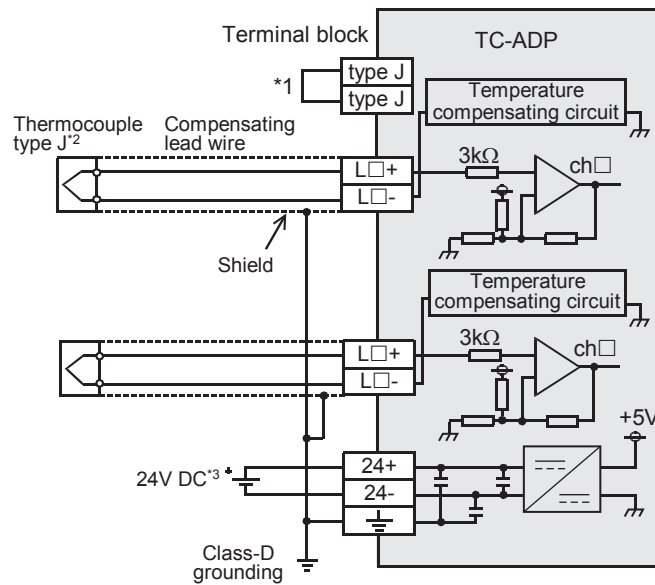 Terminal block
TC-ADP
*1
type J
type J
Temperature
compensating circuit
Thermocouple
type J*2
Compensating
lead wire
L□+
L□-
3kΩ
ch□
Shield
Temperature
compensating circuit
L□+
L□-
3kΩ
ch□
+5V
24V DC*3
+
24+
24-
Class-D
grounding